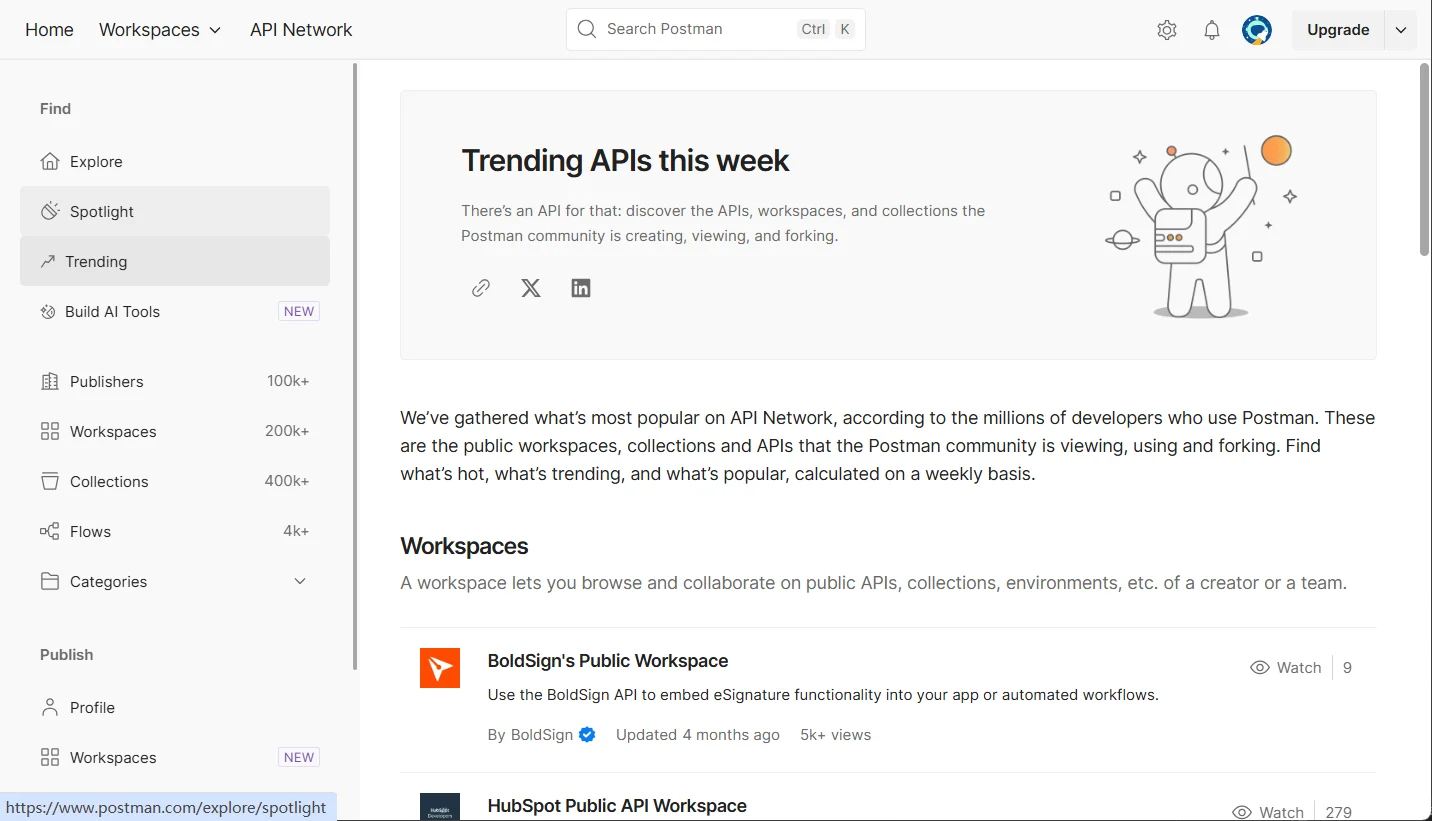 Home Workspaces API Network Search Postman Ctrl K Upgrade
Find
Explore
Spotlight
Trending
Build AI Tools NEW
Publishers 100k+
Workspaces 200k+
Collections 400k+
Flows 4k+
Categories
Publish
Profile
Workspaces NEW
https://www.postman.com/explore/spotlight
Trending APIs this week
There’s an API for that: discover the APIs, workspaces, and collections the
Postman community is creating, viewing, and forking.
We’ve gathered what’s most popular on API Network, according to the millions of developers who use Postman. These
are the public workspaces, collections and APIs that the Postman community is viewing, using and forking. Find
what’s hot, what’s trending, and what’s popular, calculated on a weekly basis.
Workspaces
A workspace lets you browse and collaborate on public APIs, collections, environments, etc. of a creator or a team.
BoldSign's Public Workspace
Watch 9
Use the BoldSign API to embed eSignature functionality into your app or automated workflows.
By BoldSign Updated 4 months ago 5k+ views
HubSpot
Developers
HubSpot Public API Workspace
Watch 279